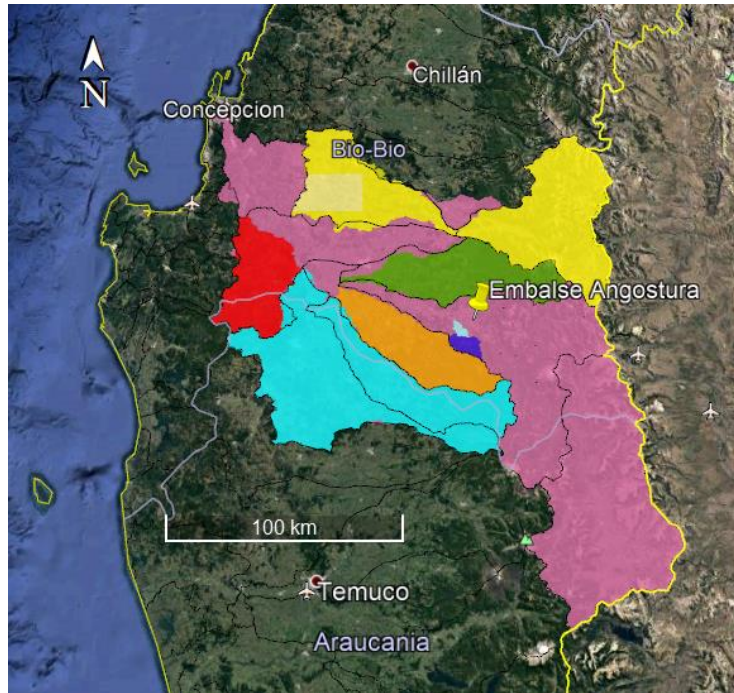 N
Chillán
Concepcion
Bio-Bio
Embalse Angostura
100 km
Temuco
Araucania